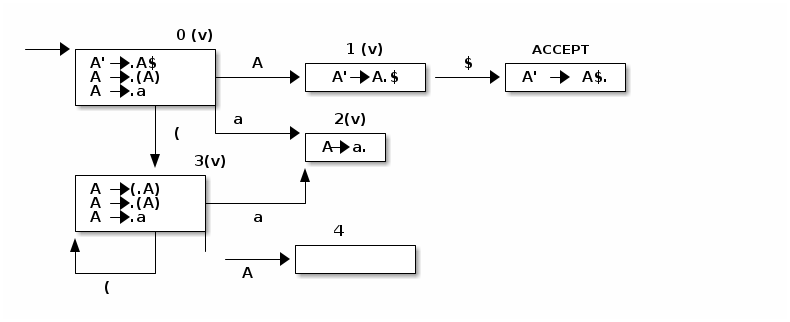 0 (v)
A' → .A$
A → .(A)
A → .a
A
1 (v)
A' → A.$
$
ACCEPT
A' → A$.
a
2(v)
A → a.
(
3(v)
A → (.A)
A → .(A)
A → .a
a
(
A
4